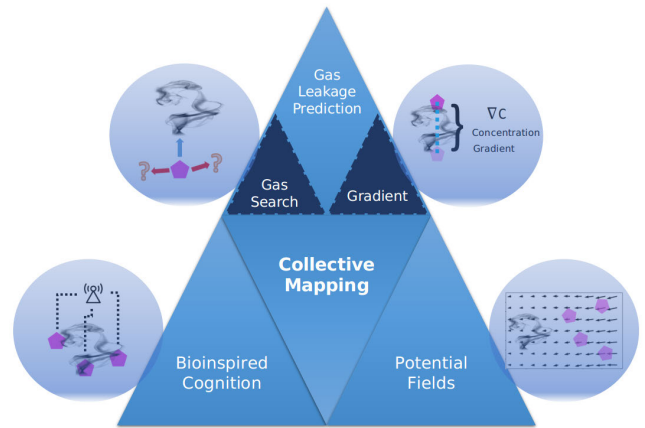 Gas
Leakage
Prediction
∇C
Concentration
Gradient
?
?
Gas
Search
Gradient
Collective
Mapping
Bioinspired
Cognition
Potential
Fields